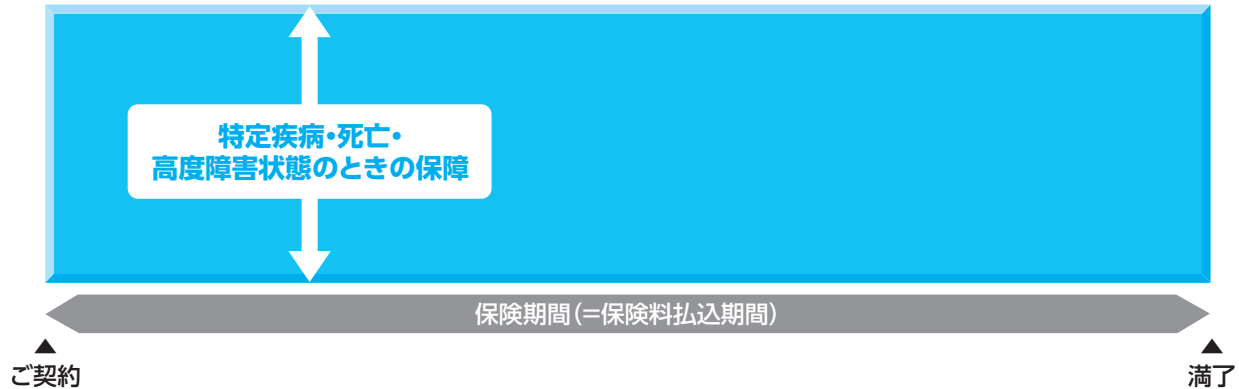 特定疾病・死亡・
高度障害状態のときの保障
保険期間（=保険料払込期間）
▲
ご契約
▲
満了